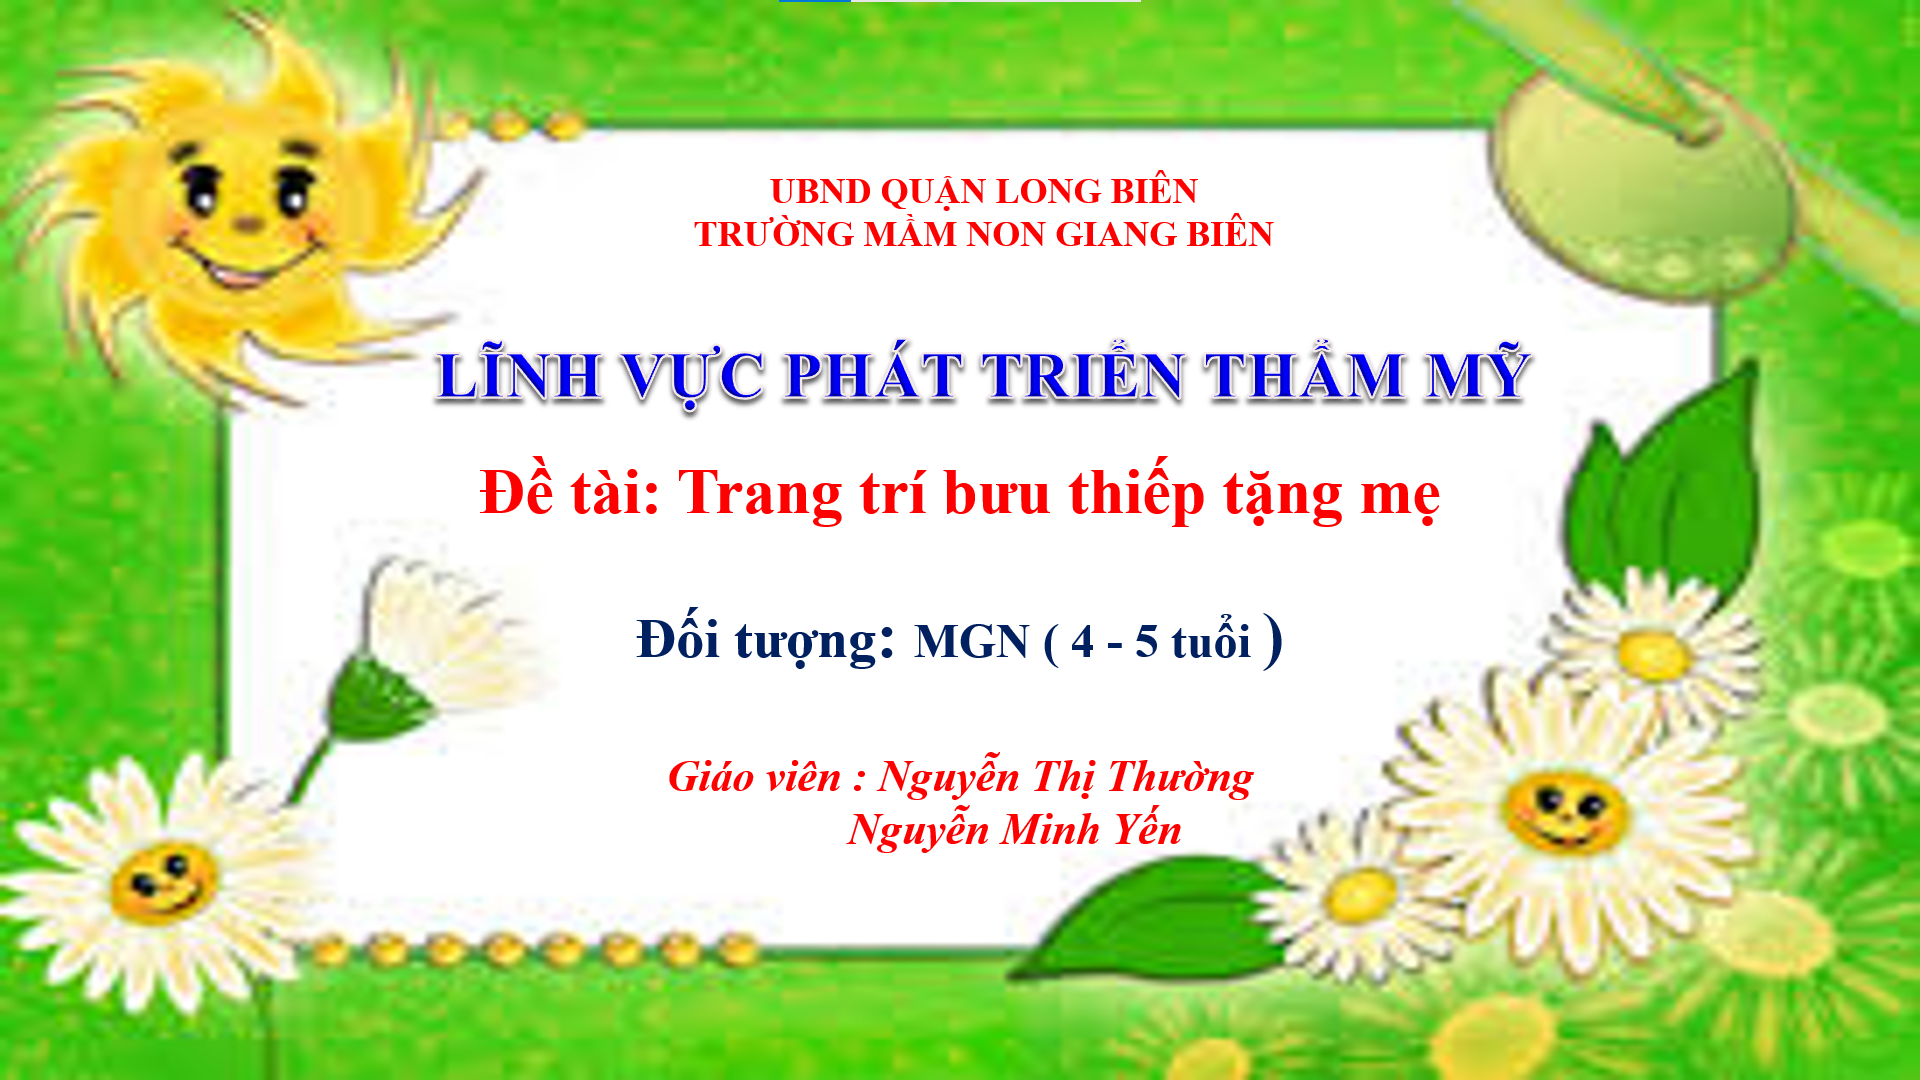 UBND QUẬN LONG BIÊN
TRƯỜNG MẦM NON GIANG BIÊN
LĨNH VỰC PHÁT TRIỂN THẨM MỸ
Đề tài: Trang trí bưu thiếp tặng mẹ
Đối tượng: MGN ( 4 - 5 tuổi )
Giáo viên : Nguyễn Thị Thường
Nguyễn Minh Yến